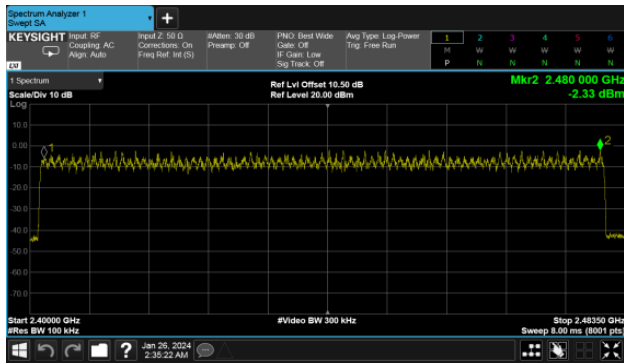 Spectrum Analyzer 1
Swept SA
KEYSIGHT
Input: RF
Coupling: AC
Align: Auto
Input Z: 50 Ω
Corrections: On
Freq Ref: Int (S)
#Atten: 30 dB
Preamp: Off
PNO: Best Wide
Gate: Off
IF Gain: Low
Sig Track: Off
Avg Type: Log-Power
Trig: Free Run
1 2 3 4 5 6
M W W W W W
P N N N N N
LXI
1 Spectrum
Scale/Div 10 dB
Log
Ref Lvl Offset 10.50 dB
Ref Level 20.00 dBm
Mkr2 2.480 000 GHz
-2.33 dBm
10.0
0.00
-10.0
-20.0
-30.0
-40.0
-50.0
-60.0
-70.0
1
2
Start 2.40000 GHz
#Res BW 100 kHz
#Video BW 300 kHz
Stop 2.48350 GHz
Sweep 8.00 ms (8001 pts)
Jan 26, 2024
2:35:22 AM